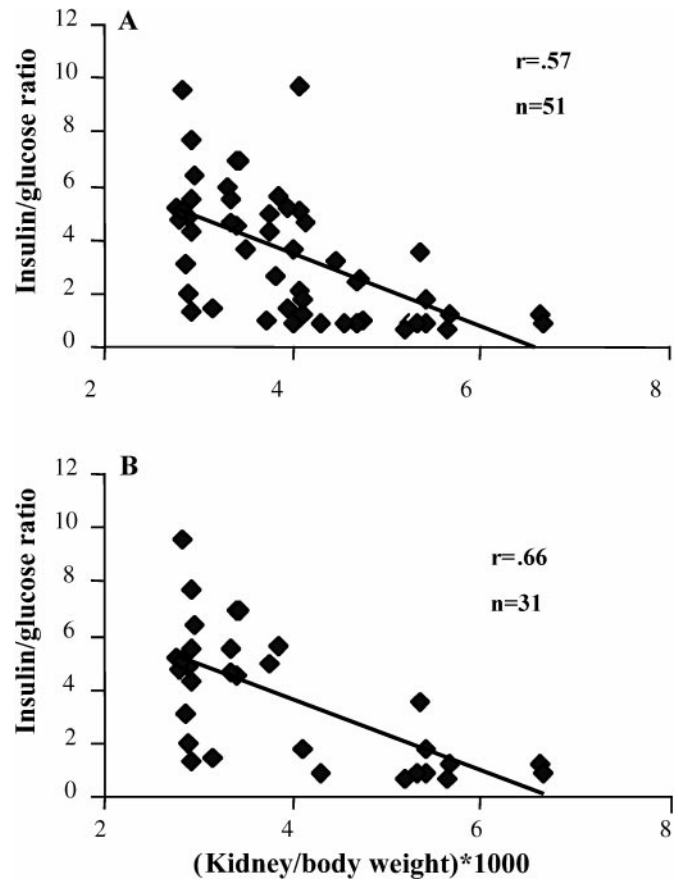 A
Insulin/glucose ratio
12
10
8
6
4
2
0
r=.57
n=51
2 4 6 8
B
Insulin/glucose ratio
12
10
8
6
4
2
0
r=.66
n=31
2 4 6 8
(Kidney/body weight)*1000